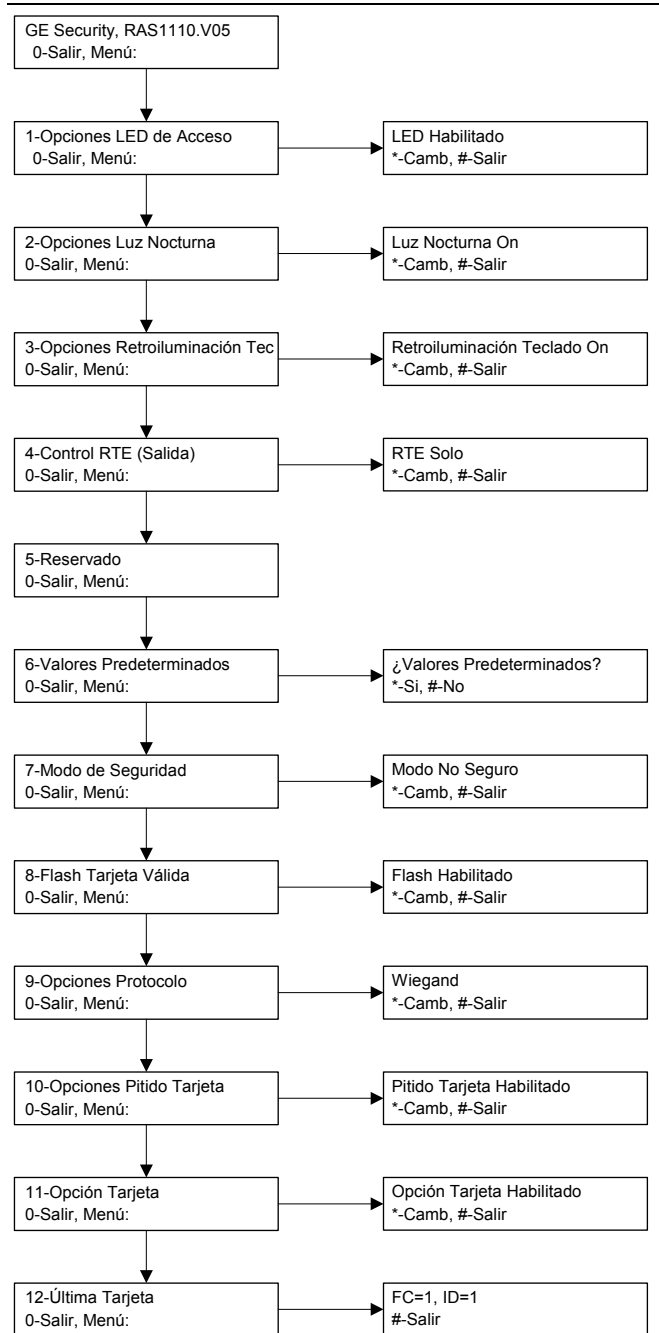 GE Security, RAS1110.V05
0-Salir, Menú:
1-Opciones LED de Acceso
0-Salir, Menú:
LED Habilitado
*-Camb, #-Salir
2-Opciones Luz Nocturna
0-Salir, Menú:
Luz Nocturna On
*-Camb, #-Salir
3-Opciones Retroiluminación Tec
0-Salir, Menú:
Retroiluminación Teclado On
*-Camb, #-Salir
4-Control RTE (Salida)
0-Salir, Menú:
RTE Solo
*-Camb, #-Salir
5-Reservado
0-Salir, Menú:
6-Valores Predeterminados
0-Salir, Menú:
¿Valores Predeterminados?
*-Si, #-No
7-Modo de Seguridad
0-Salir, Menú:
Modo No Seguro
*-Camb, #-Salir
8-Flash Tarjeta Válida
0-Salir, Menú:
Flash Habilitado
*-Camb, #-Salir
9-Opciones Protocolo
0-Salir, Menú:
Wiegand
*-Camb, #-Salir
10-Opciones Pitido Tarjeta
0-Salir, Menú:
Pitido Tarjeta Habilitado
*-Camb, #-Salir
11-Opción Tarjeta
0-Salir, Menú:
Opción Tarjeta Habilitado
*-Camb, #-Salir
12-Última Tarjeta
0-Salir, Menú:
FC=1, ID=1
#-Salir